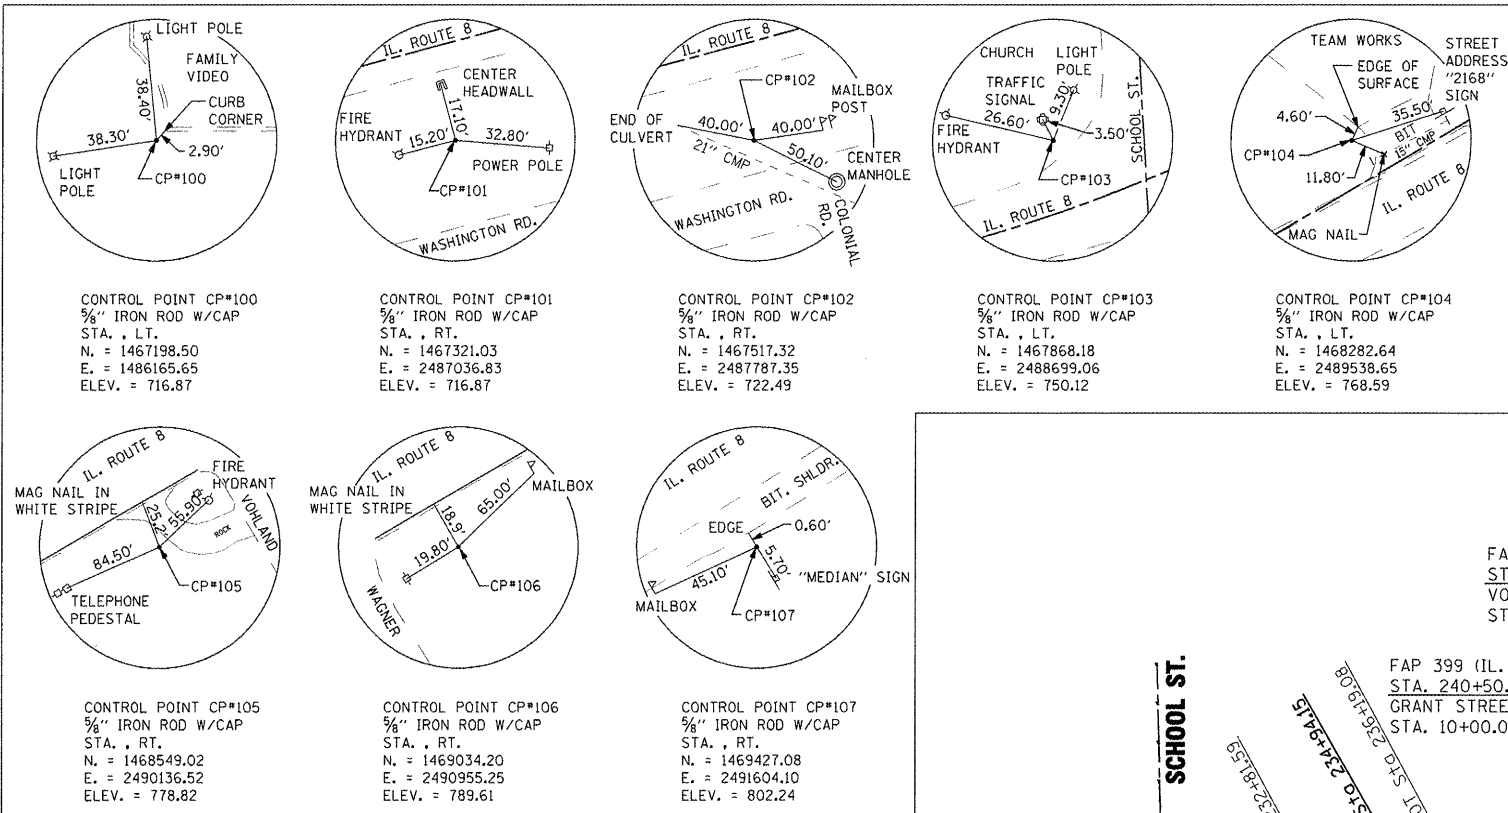 LIGHT POLE
FAMILY
VIDEO
CURB
CORNER
38.40'
38.30'
2.90'
LIGHT
POLE
CP#100
IL. ROUTE 8
CENTER
HEADWALL
FIRE
HYDRANT
17.10'
15.20'
32.80'
POWER POLE
CP#101
WASHINGTON RD.
IL. ROUTE 8
CP#102
MAILBOX
POST
END OF
CULVERT
40.00'
40.00'
21" CMP
50.10'
CENTER
MANHOLE
WASHINGTON RD.
COLONIAL
RD.
CHURCH
LIGHT
POLE
TRAFFIC
SIGNAL
9.30'
26.60'
3.50'
FIRE
HYDRANT
SCHOOL ST.
CP#103
IL. ROUTE 8
TEAM WORKS
STREET
ADDRESS
"2168"
SIGN
EDGE OF
SURFACE
4.60'
35.50'
BIT
15" CMP
CP#104
11.80'
IL. ROUTE 8
MAG NAIL
CONTROL POINT CP#100
5/8" IRON ROD W/CAP
STA. , LT.
N. = 1467198.50
E. = 1486165.65
ELEV. = 716.87
CONTROL POINT CP#101
5/8" IRON ROD W/CAP
STA. , RT.
N. = 1467321.03
E. = 2487036.83
ELEV. = 716.87
CONTROL POINT CP#102
5/8" IRON ROD W/CAP
STA. , RT.
N. = 1467517.32
E. = 2487787.35
ELEV. = 722.49
CONTROL POINT CP#103
5/8" IRON ROD W/CAP
STA. , LT.
N. = 1467868.18
E. = 2488699.06
ELEV. = 750.12
CONTROL POINT CP#104
5/8" IRON ROD W/CAP
STA. , LT.
N. = 1468282.64
E. = 2489538.65
ELEV. = 768.59
IL. ROUTE 8
MAG NAIL IN
WHITE STRIPE
FIRE
HYDRANT
25.2'
55.90'
ROCK
VOHLAND
84.50'
CP#105
TELEPHONE
PEDESTAL
IL. ROUTE 8
MAG NAIL IN
WHITE STRIPE
MAILBOX
18.9'
65.00'
19.80'
CP#106
WAGNER
IL. ROUTE 8
BIT. SHLDR.
EDGE
0.60'
5.70'
45.10'
"MEDIAN" SIGN
MAILBOX
CP#107
CONTROL POINT CP#105
5/8" IRON ROD W/CAP
STA. , RT.
N. = 1468549.02
E. = 2490136.52
ELEV. = 778.82
CONTROL POINT CP#106
5/8" IRON ROD W/CAP
STA. , RT.
N. = 1469034.20
E. = 2490955.25
ELEV. = 789.61
CONTROL POINT CP#107
5/8" IRON ROD W/CAP
STA. , RT.
N. = 1469427.08
E. = 2491604.10
ELEV. = 802.24
FA
ST
VO
ST
FAP 399 (IL.
STA. 240+50.
GRANT STREE
STA. 10+00.0
SCHOOL ST.
232+81.59
Sta 234+94.15
OT Sta 236+19.08